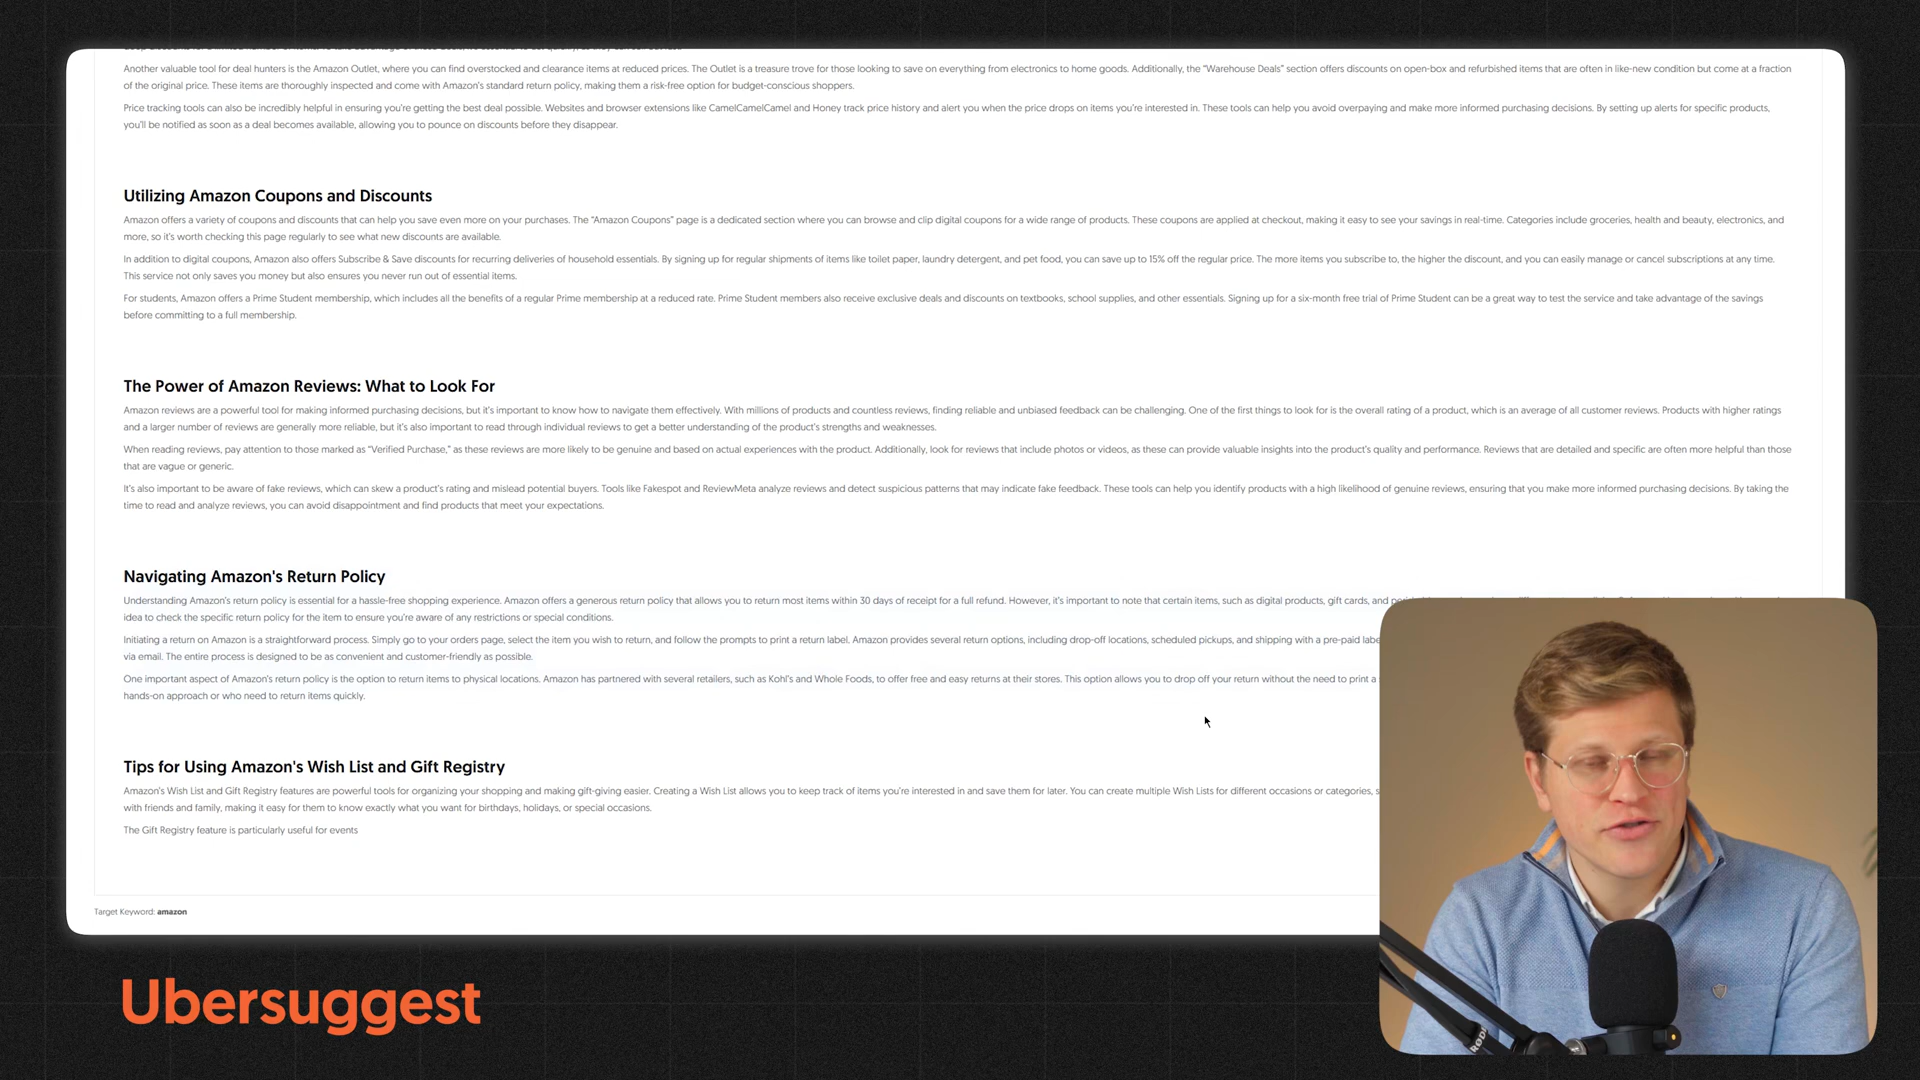 Another valuable tool for deal hunters is the Amazon Outlet, where you can find overstocked and clearance items at reduced prices. The Outlet is a treasure trove for those looking to save on everything from electronics to home goods. Additionally, the “Warehouse Deals” section offers discounts on open-box and refurbished items that are often in like-new condition but come at a fraction
of the original price. These items are thoroughly inspected and come with Amazon’s standard return policy, making them a risk-free option for budget-conscious shoppers.
Price tracking tools can also be incredibly helpful in ensuring you’re getting the best deal possible. Websites and browser extensions like CamelCamelCamel and Honey track price history and alert you when the price drops on items you’re interested in. These tools can help you avoid overpaying and make more informed purchasing decisions. By setting up alerts for specific products,
you’ll be notified as soon as a deal becomes available, allowing you to pounce on discounts before they disappear.
Utilizing Amazon Coupons and Discounts
Amazon offers a variety of coupons and discounts that can help you save even more on your purchases. The “Amazon Coupons” page is a dedicated section where you can browse and clip digital coupons for a wide range of products. These coupons are applied at checkout, making it easy to see your savings in real-time. Categories include groceries, health and beauty, electronics, and
more, so it’s worth checking this page regularly to see what new discounts are available.
In addition to digital coupons, Amazon also offers Subscribe & Save discounts for recurring deliveries of household essentials. By signing up for regular shipments of items like toilet paper, laundry detergent, and pet food, you can save up to 15% off the regular price. The more items you subscribe to, the higher the discount, and you can easily manage or cancel subscriptions at any time.
This service not only saves you money but also ensures you never run out of essential items.
For students, Amazon offers a Prime Student membership, which includes all the benefits of a regular Prime membership at a reduced rate. Prime Student members also receive exclusive deals and discounts on textbooks, school supplies, and other essentials. Signing up for a six-month free trial of Prime Student can be a great way to test the service and take advantage of the savings
before committing to a full membership.
The Power of Amazon Reviews: What to Look For
Amazon reviews are a powerful tool for making informed purchasing decisions, but it’s important to know how to navigate them effectively. With millions of products and countless reviews, finding reliable and unbiased feedback can be challenging. One of the first things to look for is the overall rating of a product, which is an average of all customer reviews. Products with higher ratings
and a larger number of reviews are generally more reliable, but it’s also important to read through individual reviews to get a better understanding of the product’s strengths and weaknesses.
When reading reviews, pay attention to those marked as “Verified Purchase,” as these reviews are more likely to be genuine and based on actual experiences with the product. Additionally, look for reviews that include photos or videos, as these can provide valuable insights into the product’s quality and performance. Reviews that are detailed and specific are often more helpful than those
that are vague or generic.
It’s also important to be aware of fake reviews, which can skew a product’s rating and mislead potential buyers. Tools like Fakespot and ReviewMeta analyze reviews and detect suspicious patterns that may indicate fake feedback. These tools can help you identify products with a high likelihood of genuine reviews, ensuring that you make more informed purchasing decisions. By taking the
time to read and analyze reviews, you can avoid disappointment and find products that meet your expectations.
Navigating Amazon's Return Policy
Understanding Amazon’s return policy is essential for a hassle-free shopping experience. Amazon offers a generous return policy that allows you to return most items within 30 days of receipt for a full refund. However, it’s important to note that certain items, such as digital products, gift cards, and
idea to check the specific return policy for the item to ensure you’re aware of any restrictions or special conditions.
Initiating a return on Amazon is a straightforward process. Simply go to your orders page, select the item you wish to return, and follow the prompts to print a return label. Amazon provides several return options, including drop-off locations, scheduled pickups, and shipping with a pre-paid
via email. The entire process is designed to be as convenient and customer-friendly as possible.
One important aspect of Amazon’s return policy is the option to return items to physical locations. Amazon has partnered with several retailers, such as Kohl’s and Whole Foods, to offer free and easy returns at their stores. This option allows you to drop off your return without the need to print a
hands-on approach or who need to return items quickly.
Tips for Using Amazon's Wish List and Gift Registry
Amazon’s Wish List and Gift Registry features are powerful tools for organizing your shopping and making gift-giving easier. Creating a Wish List allows you to keep track of items you’re interested in and save them for later. You can create multiple Wish Lists for different occasions or categories,
with friends and family, making it easy for them to know exactly what you want for birthdays, holidays, or special occasions.
The Gift Registry feature is particularly useful for events
Target Keyword: amazon
Ubersuggest
RØDE